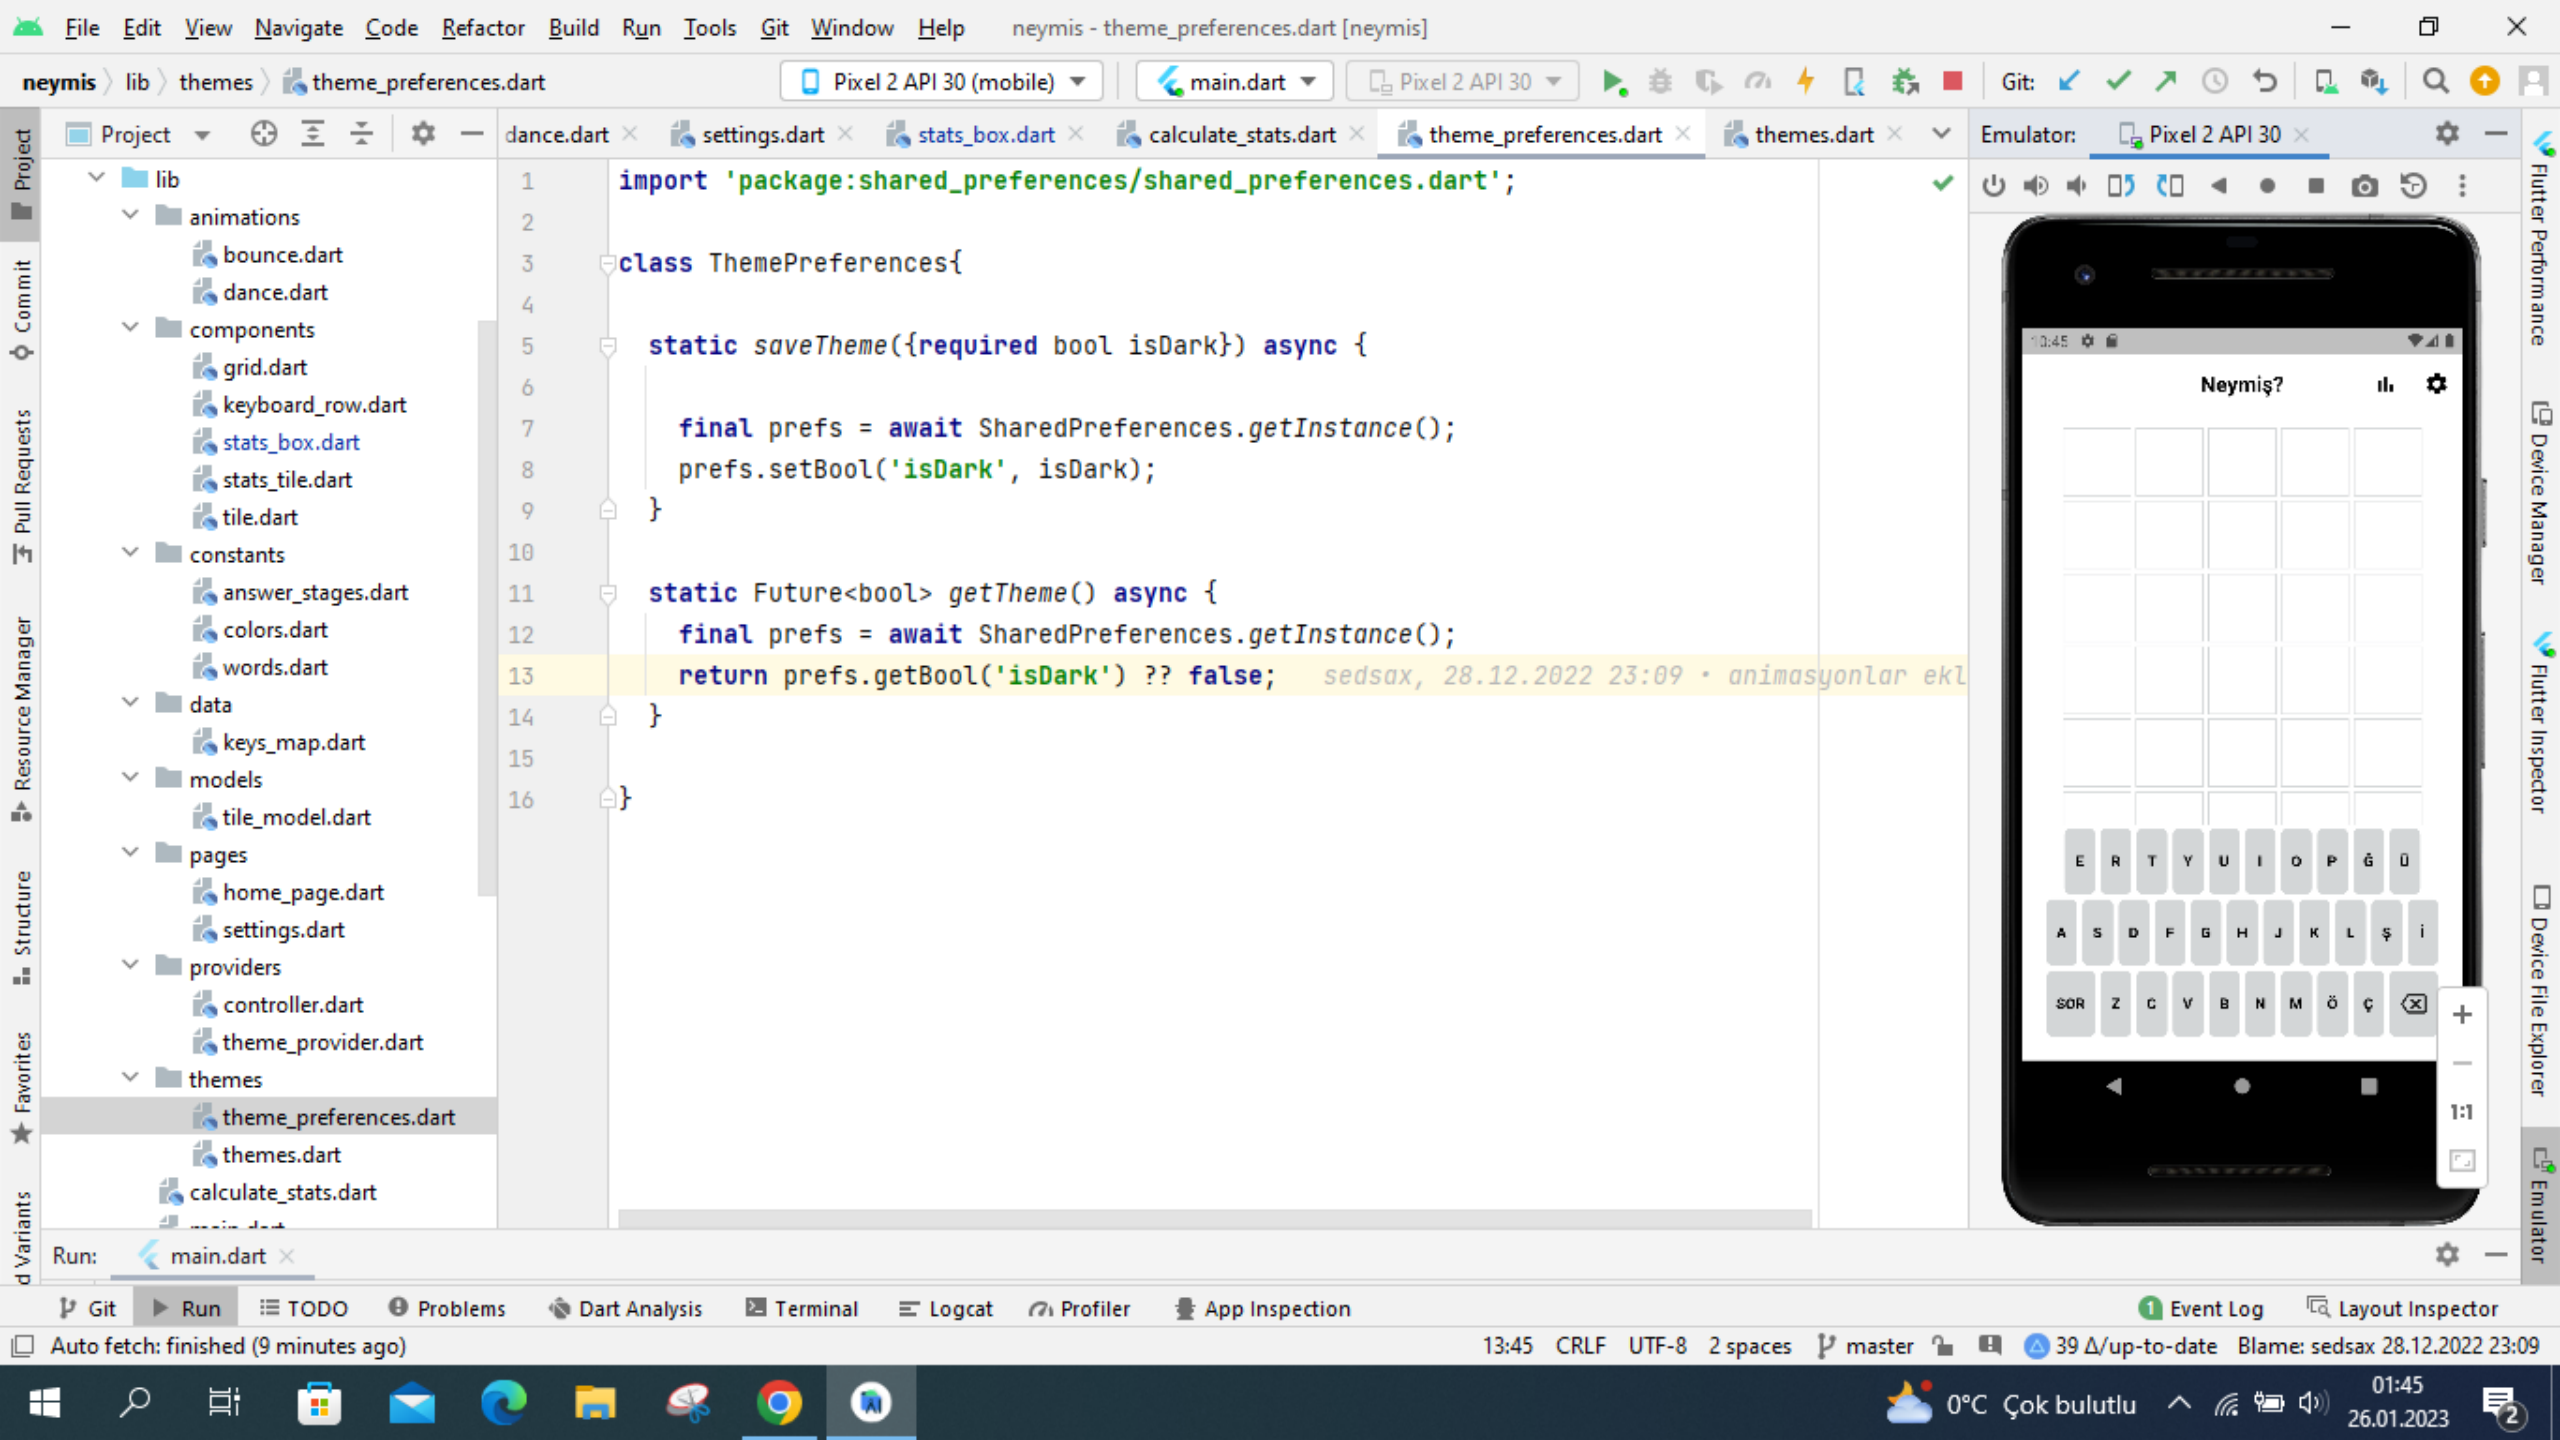 File Edit View Navigate Code Refactor Build Run Tools Git Window Help neymis - theme_preferences.dart [neymis]
neymis lib themes theme_preferences.dart Pixel 2 API 30 (mobile) main.dart Pixel 2 API 30 Git:
Project dance.dart settings.dart stats_box.dart calculate_stats.dart theme_preferences.dart themes.dart Emulator: Pixel 2 API 30
Project
Commit
Pull Requests
Resource Manager
Structure
Favorites
d Variants
lib
animations
bounce.dart
dance.dart
components
grid.dart
keyboard_row.dart
stats_box.dart
stats_tile.dart
tile.dart
constants
answer_stages.dart
colors.dart
words.dart
data
keys_map.dart
models
tile_model.dart
pages
home_page.dart
settings.dart
providers
controller.dart
theme_provider.dart
themes
theme_preferences.dart
themes.dart
calculate_stats.dart
main.dart
1 import 'package:shared_preferences/shared_preferences.dart';
2
3 class ThemePreferences{
4
5 static saveTheme({required bool isDark}) async {
6
7 final prefs = await SharedPreferences.getInstance();
8 prefs.setBool('isDark', isDark);
9 }
10
11 static Future<bool> getTheme() async {
12 final prefs = await SharedPreferences.getInstance();
13 return prefs.getBool('isDark') ?? false; sedsax, 28.12.2022 23:09 • animasyonlar ekl
14 }
15
16 }
10:45
Neymiş?
E R T Y U I O P Ğ Ü
A S D F G H J K L Ş İ
SOR Z C V B N M Ö Ç
1:1
Flutter Performance
Device Manager
Flutter Inspector
Device File Explorer
Emulator
Run: main.dart
Git Run TODO Problems Dart Analysis Terminal Logcat Profiler App Inspection 1 Event Log Layout Inspector
Auto fetch: finished (9 minutes ago) 13:45 CRLF UTF-8 2 spaces master 39 Δ/up-to-date Blame: sedsax 28.12.2022 23:09
0°C Çok bulutlu 01:45
26.01.2023
2